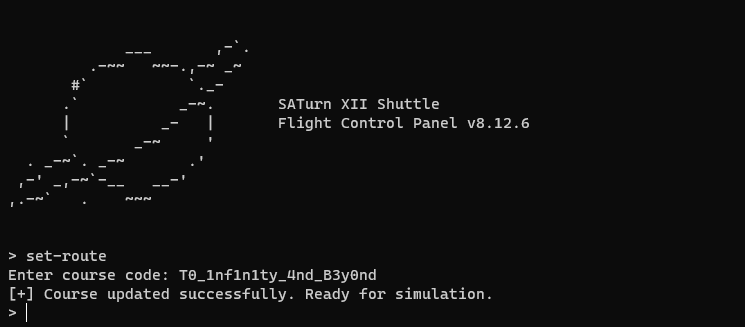 SATurn XII Shuttle
Flight Control Panel v8.12.6
> set-route
Enter course code: T0_1nf1n1ty_4nd_B3y0nd
[+] Course updated successfully. Ready for simulation.
>